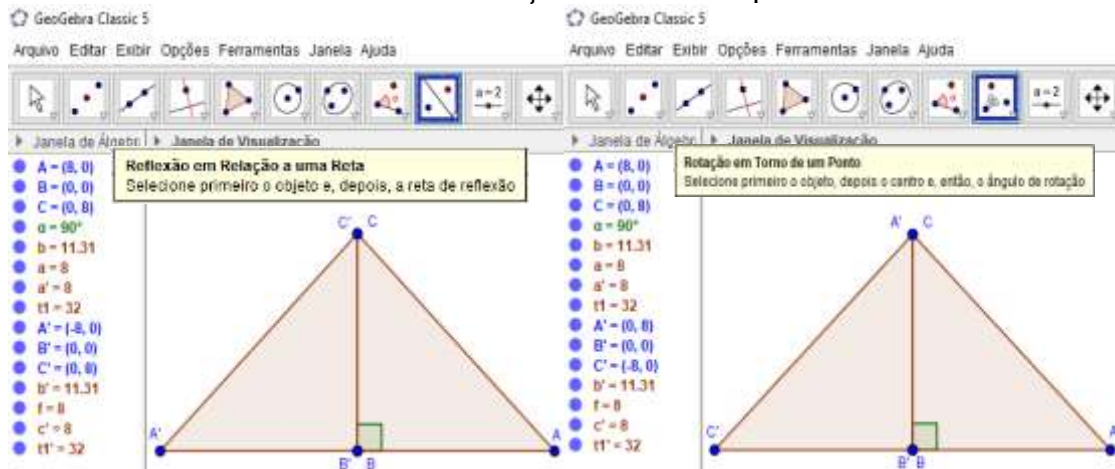 GeoGebra Classic 5
Arquivo Editar Exibir Opções Ferramentas Janela Ajuda
a=2
Janela de Álgebr Janela de Visualização
Reflexão em Relação a uma Reta
Selecione primeiro o objeto e, depois, a reta de reflexão
A = (8, 0)
B = (0, 0)
C = (0, 8)
α = 90°
b = 11.31
a = 8
a' = 8
t1 = 32
A' = (-8, 0)
B' = (0, 0)
C' = (0, 8)
b' = 11.31
f = 8
c' = 8
t1' = 32
C' C
A' A
B' B
GeoGebra Classic 5
Arquivo Editar Exibir Opções Ferramentas Janela Ajuda
a=2
Janela de Álgebr Janela de Visualização
Rotação em Torno de um Ponto
Selecione primeiro o objeto, depois o centro e, então, o ângulo de rotação
A = (8, 0)
B = (0, 0)
C = (0, 8)
α = 90°
b = 11.31
a = 8
a' = 8
t1 = 32
A' = (0, 8)
B' = (0, 0)
C' = (-8, 0)
b' = 11.31
f = 8
c' = 8
t1' = 32
A' C
C' A
B' B